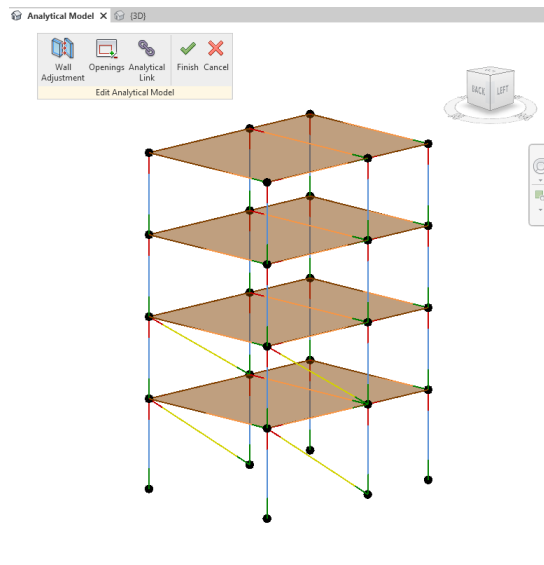 Analytical Model
(3D)
Wall Adjustment
Openings
Analytical Link
Finish
Cancel
Edit Analytical Model
BACK
LEFT